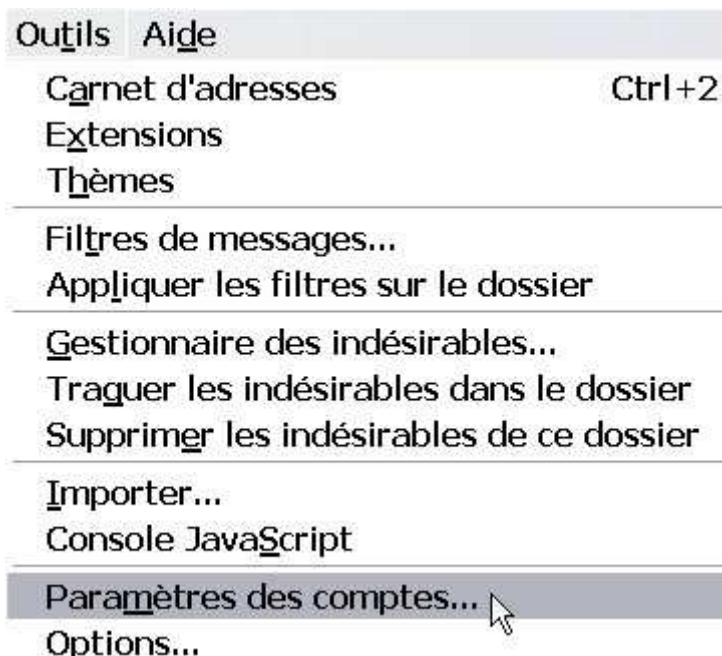 Outils Aide
Carnet d'adresses Ctrl+2
Extensions
Thèmes
Filtres de messages...
Appliquer les filtres sur le dossier
Gestionnaire des indésirables...
Traquer les indésirables dans le dossier
Supprimer les indésirables de ce dossier
Importer...
Console JavaScript
Paramètres des comptes...
Options...